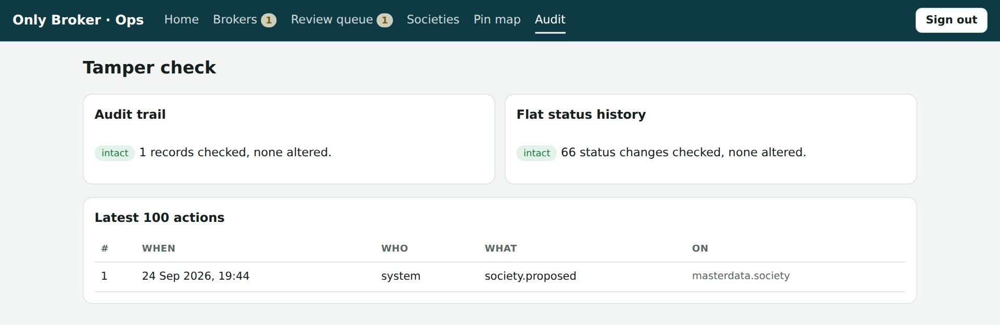 Only Broker · Ops Home Brokers 1 Review queue 1 Societies Pin map Audit Sign out
Tamper check
Audit trail
intact 1 records checked, none altered.
Flat status history
intact 66 status changes checked, none altered.
Latest 100 actions
# WHEN WHO WHAT ON
1 24 Sep 2026, 19:44 system society.proposed masterdata.society